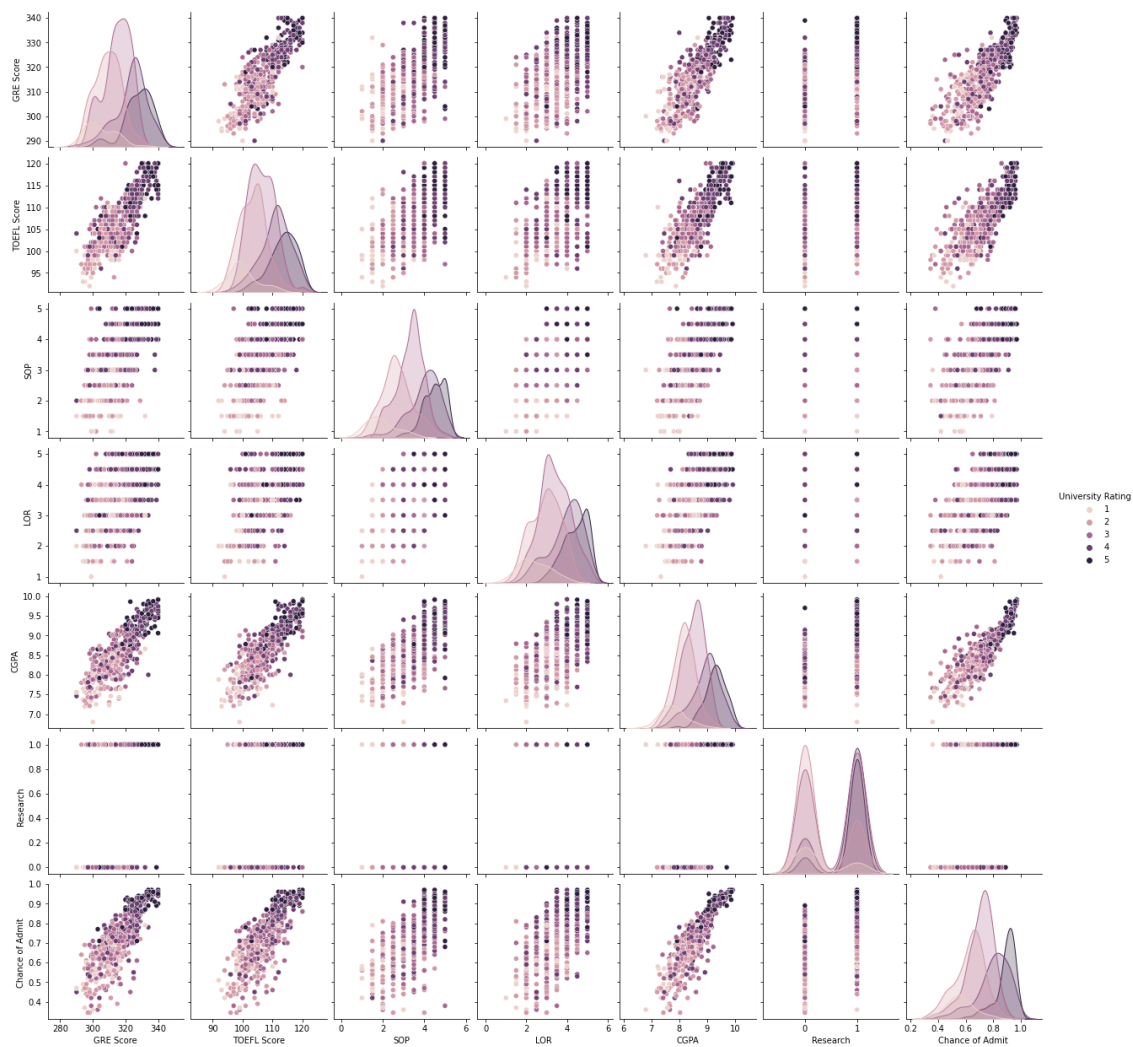 340
330
320
310
300
290
GRE Score
120
115
110
105
100
95
TOEFL Score
5
4
3
2
1
SOP
5
4
3
2
1
LOR
University Rating
1
2
3
4
5
10.0
9.5
9.0
8.5
8.0
7.5
7.0
CGPA
1.0
0.8
0.6
0.4
0.2
0.0
Research
1.0
0.9
0.8
0.7
0.6
0.5
0.4
Chance of Admit
280 300 320 340
GRE Score
90 100 110 120
TOEFL Score
0 2 4 6
SOP
0 2 4 6
LOR
6 7 8 9 10
CGPA
0 1
Research
0.2 0.4 0.6 0.8 1.0
Chance of Admit